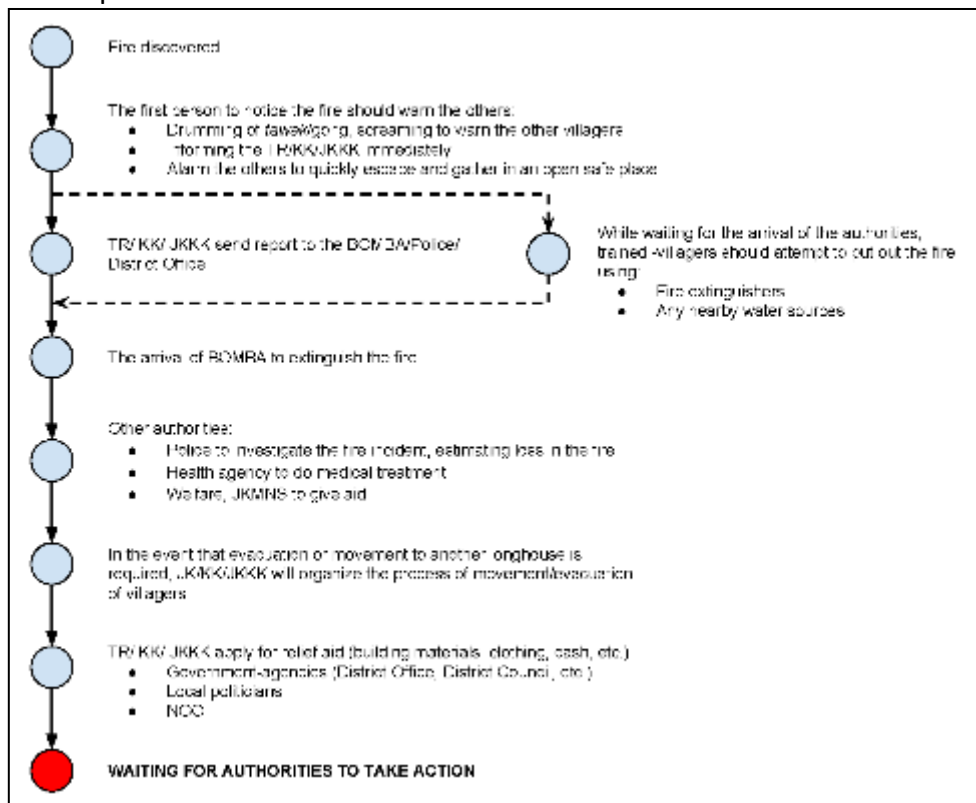 Fire discovered
The first person to notice the fire should warn the others:
● Drumming of tawak/gong, screaming to warn the other villagers
● Informing the TR/KK/JKKK immediately
● Alarm the others to quickly escape and gather in an open safe place
TR/ KK/ JKKK send report to the BOMBA/Police/
District Office
While waiting for the arrival of the authorities,
trained -villagers should attempt to put out the fire
using:
● Fire extinguishers
● Any nearby water sources
The arrival of BOMBA to extinguish the fire
Other authorities:
● Police to investigate the fire incident, estimating loss in the fire
● Health agency to do medical treatment
● Welfare, JKMNS to give aid
In the event that evacuation or movement to another longhouse is
required, JK/KK/JKKK will organize the process of movement/evacuation
of villagers
TR/ KK/ JKKK apply for relief aid (building materials, clothing, cash, etc.)
● Government-agencies (District Office, District Council, etc.)
● Local politicians
● NGO
WAITING FOR AUTHORITIES TO TAKE ACTION